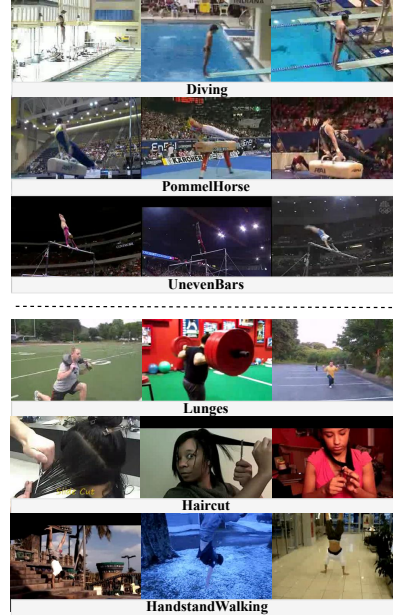 Diving
PommelHorse
UnevenBars
Lunges
Haircut
HandstandWalking